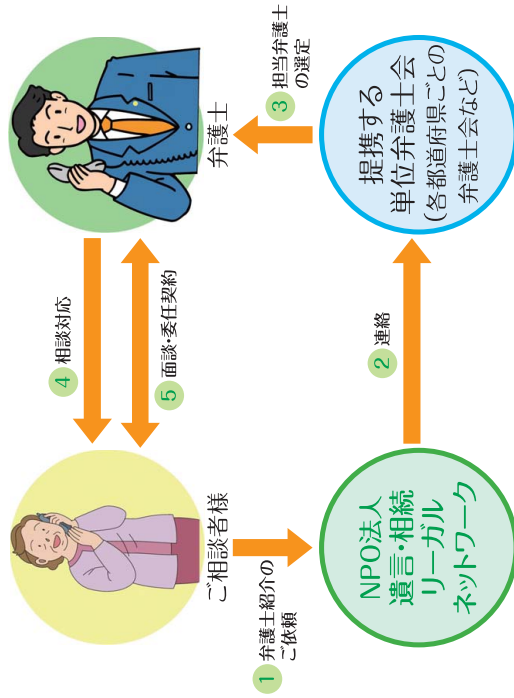 ご相談者様
1 弁護士紹介の
ご依頼
NPO法人
遺言・相続
リーガル
ネットワーク
2 連絡
提携する
単位弁護士会
(各都道府県ごとの
弁護士会など)
3 担当弁護士
の選定
弁護士
4 相談対応
5 面談・委任契約